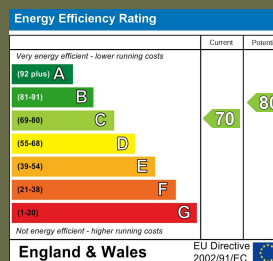 Energy Efficiency Rating
Current
Very energy efficient - lower running costs
(92 plus) A
(81-91) B
(69-80) C
70
80
(55-68) D
(39-54) E
(21-38) F
(1-20) G
Not energy efficient - higher running costs
England & Wales
EU Directive
2002/91/EC